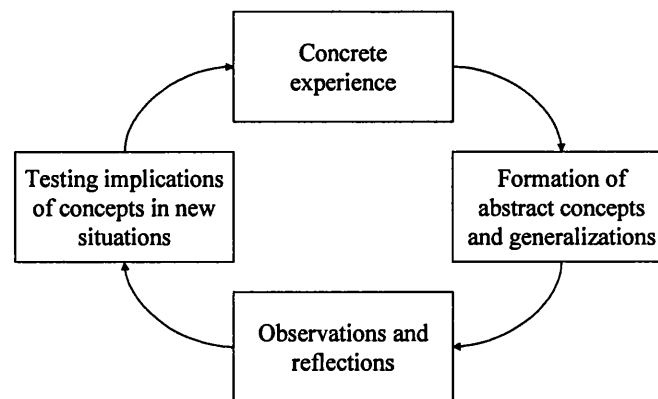 Concrete
experience
Testing implications
of concepts in new
situations
Formation of
abstract concepts
and generalizations
Observations and
reflections